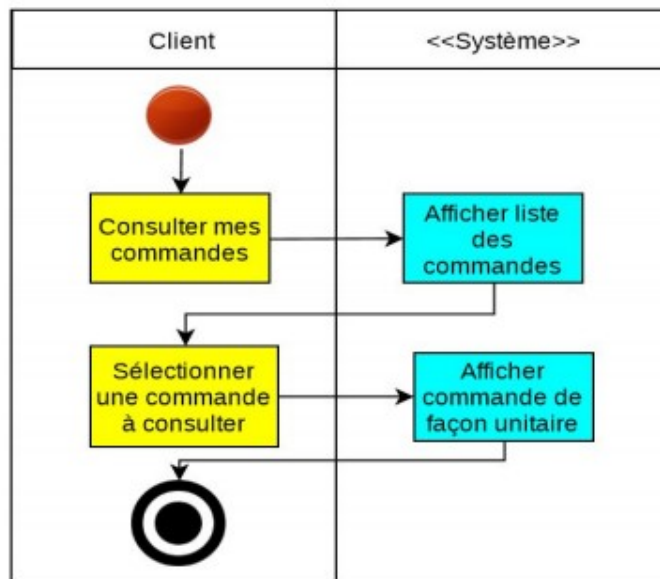 Client
<<Système>>
Consulter mes
commandes
Afficher liste
des
commandes
Sélectionner
une commande
à consulter
Afficher
commande de
façon unitaire